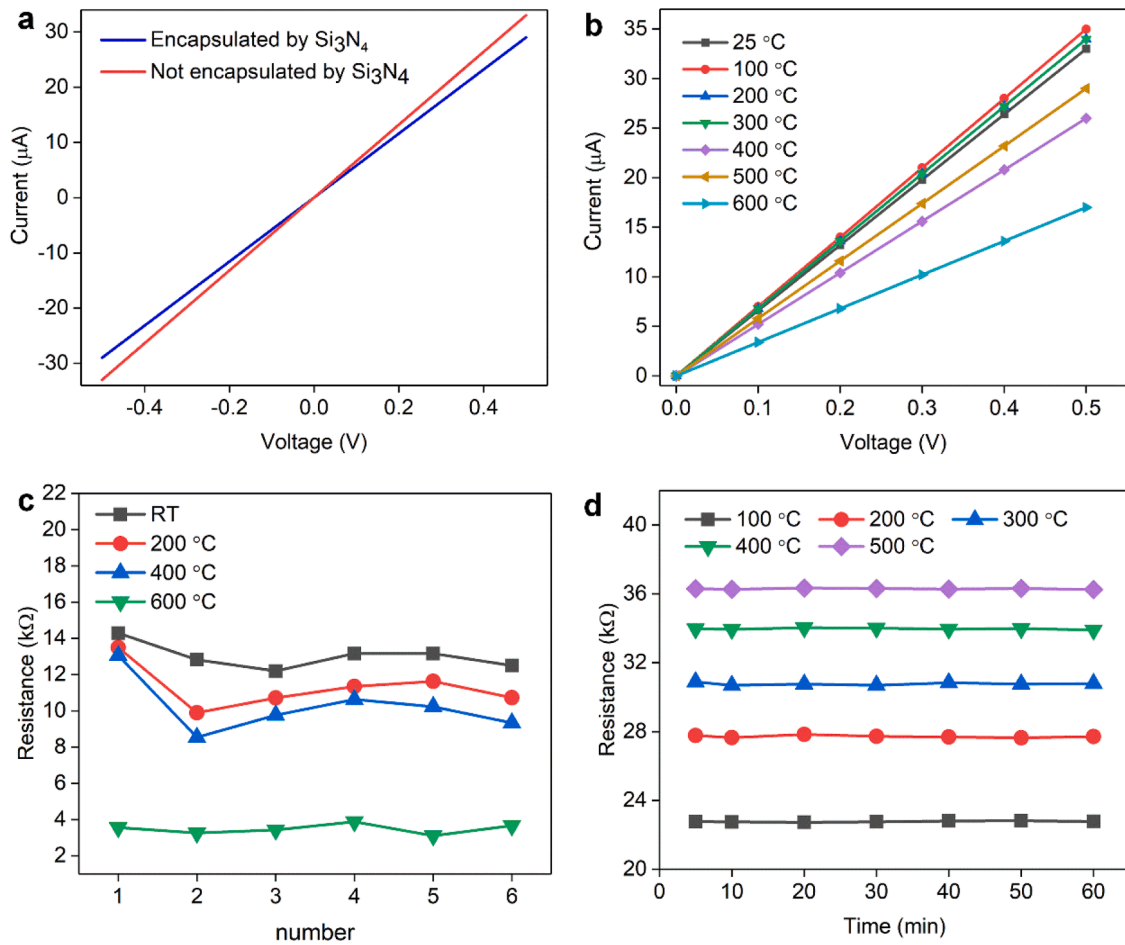 a
Encapsulated by Si3N4
Not encapsulated by Si3N4
30
20
10
0
-10
-20
-30
Current (μA)
-0.4
-0.2
0.0
0.2
0.4
Voltage (V)
b
25 °C
100 °C
200 °C
300 °C
400 °C
500 °C
600 °C
35
30
25
20
15
10
5
0
Current (μA)
0.0
0.1
0.2
0.3
0.4
0.5
Voltage (V)
c
RT
200 °C
400 °C
600 °C
22
20
18
16
14
12
10
8
6
4
2
Resistance (kΩ)
1
2
3
4
5
6
number
d
100 °C
200 °C
300 °C
400 °C
500 °C
40
36
32
28
24
20
Resistance (kΩ)
0
10
20
30
40
50
60
Time (min)